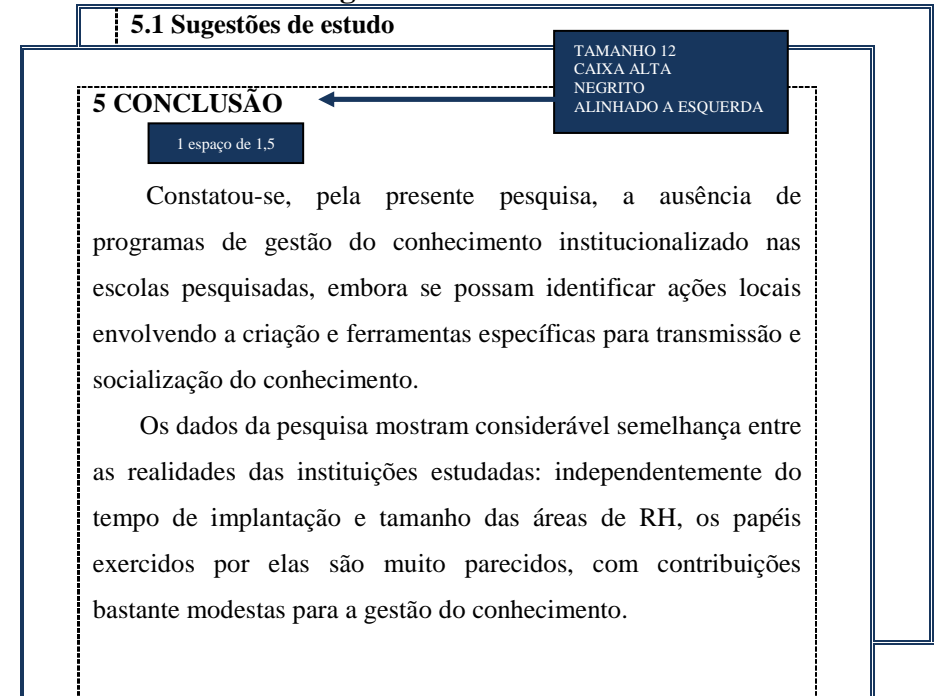 5.1 Sugestões de estudo
TAMANHO 12
CAIXA ALTA
NEGRITO
ALINHADO A ESQUERDA
5 CONCLUSÃO
1 espaço de 1,5
Constatou-se, pela presente pesquisa, a ausência de
programas de gestão do conhecimento institucionalizado nas
escolas pesquisadas, embora se possam identificar ações locais
envolvendo a criação e ferramentas específicas para transmissão e
socialização do conhecimento.
Os dados da pesquisa mostram considerável semelhança entre
as realidades das instituições estudadas: independentemente do
tempo de implantação e tamanho das áreas de RH, os papéis
exercidos por elas são muito parecidos, com contribuições
bastante modestas para a gestão do conhecimento.